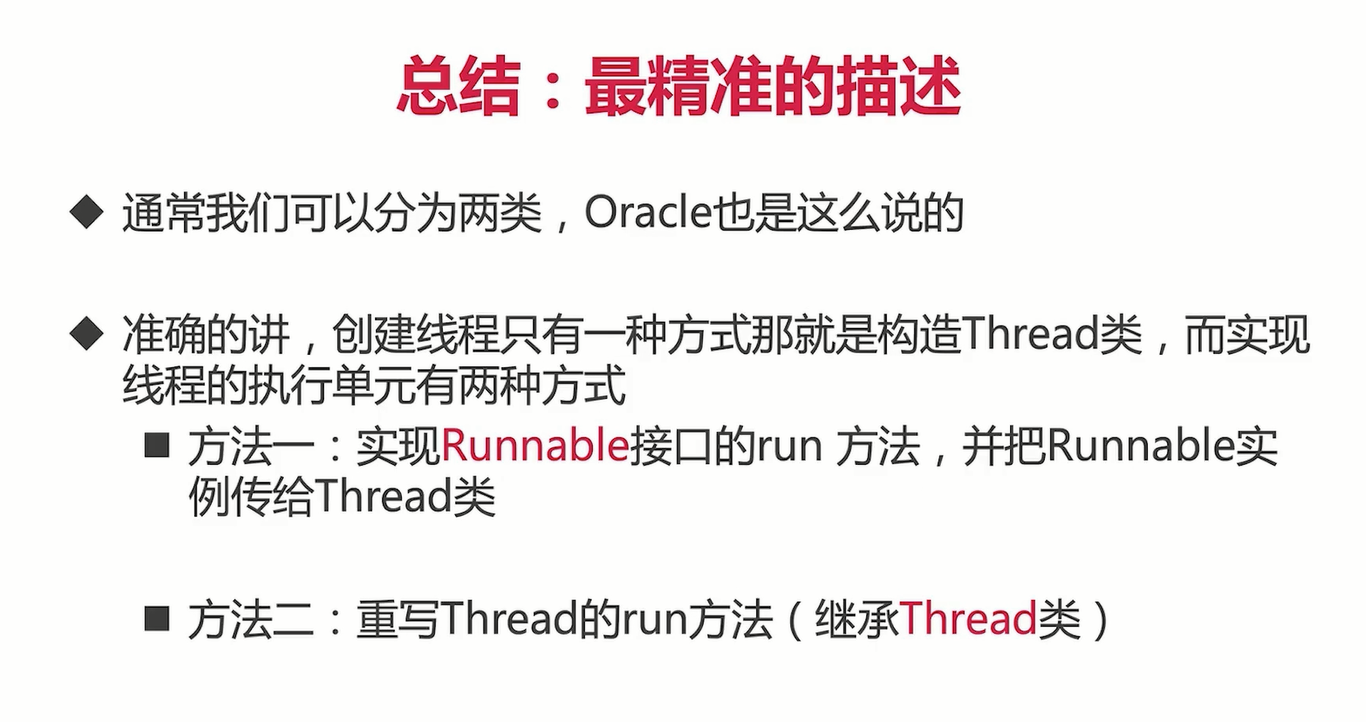 总结：最精准的描述
◆ 通常我们可以分为两类，Oracle也是这么说的
◆ 准确的讲，创建线程只有一种方式那就是构造Thread类，而实现
线程的执行单元有两种方式
■ 方法一：实现Runnable接口的run 方法，并把Runnable实
例传给Thread类
■ 方法二：重写Thread的run方法（继承Thread类）